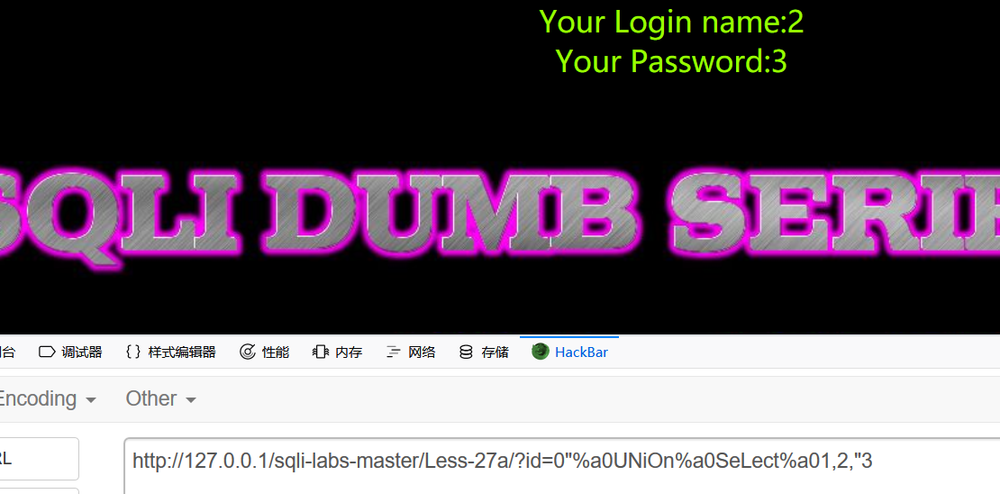 Your Login name:2
Your Password:3
SQLI DUMB SERIE
台 调试器 { } 样式编辑器 性能 内存 网络 存储 HackBar
Encoding Other
RL
http://127.0.0.1/sqli-labs-master/Less-27a/?id=0"%a0UNiOn%a0SeLect%a01,2,"3